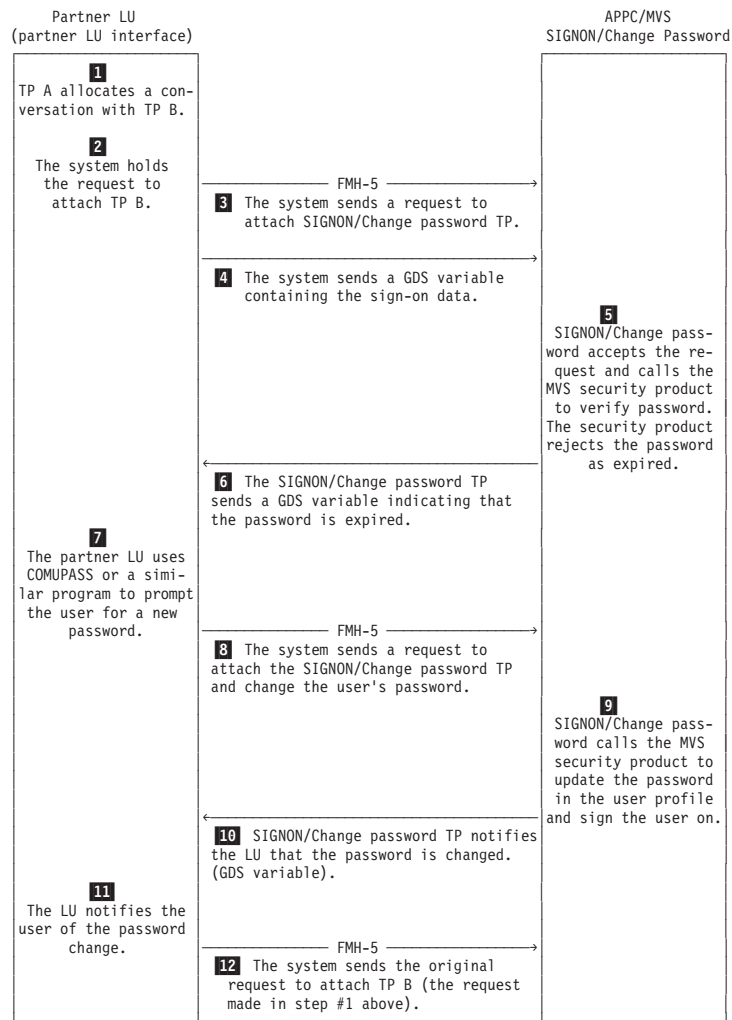 Partner LU
(partner LU interface)
APPC/MVS
SIGNON/Change Password
1
TP A allocates a con-
versation with TP B.
2
The system holds
the request to
attach TP B.
FMH-5
3 The system sends a request to
attach SIGNON/Change password TP.
4 The system sends a GDS variable
containing the sign-on data.
5
SIGNON/Change pass-
word accepts the re-
quest and calls the
MVS security product
to verify password.
The security product
rejects the password
as expired.
6 The SIGNON/Change password TP
sends a GDS variable indicating that
the password is expired.
7
The partner LU uses
COMUPASS or a simi-
lar program to prompt
the user for a new
password.
FMH-5
8 The system sends a request to
attach the SIGNON/Change password TP
and change the user's password.
9
SIGNON/Change pass-
word calls the MVS
security product to
update the password
in the user profile
and sign the user on.
10 SIGNON/Change password TP notifies
the LU that the password is changed.
(GDS variable).
11
The LU notifies the
user of the password
change.
FMH-5
12 The system sends the original
request to attach TP B (the request
made in step #1 above).